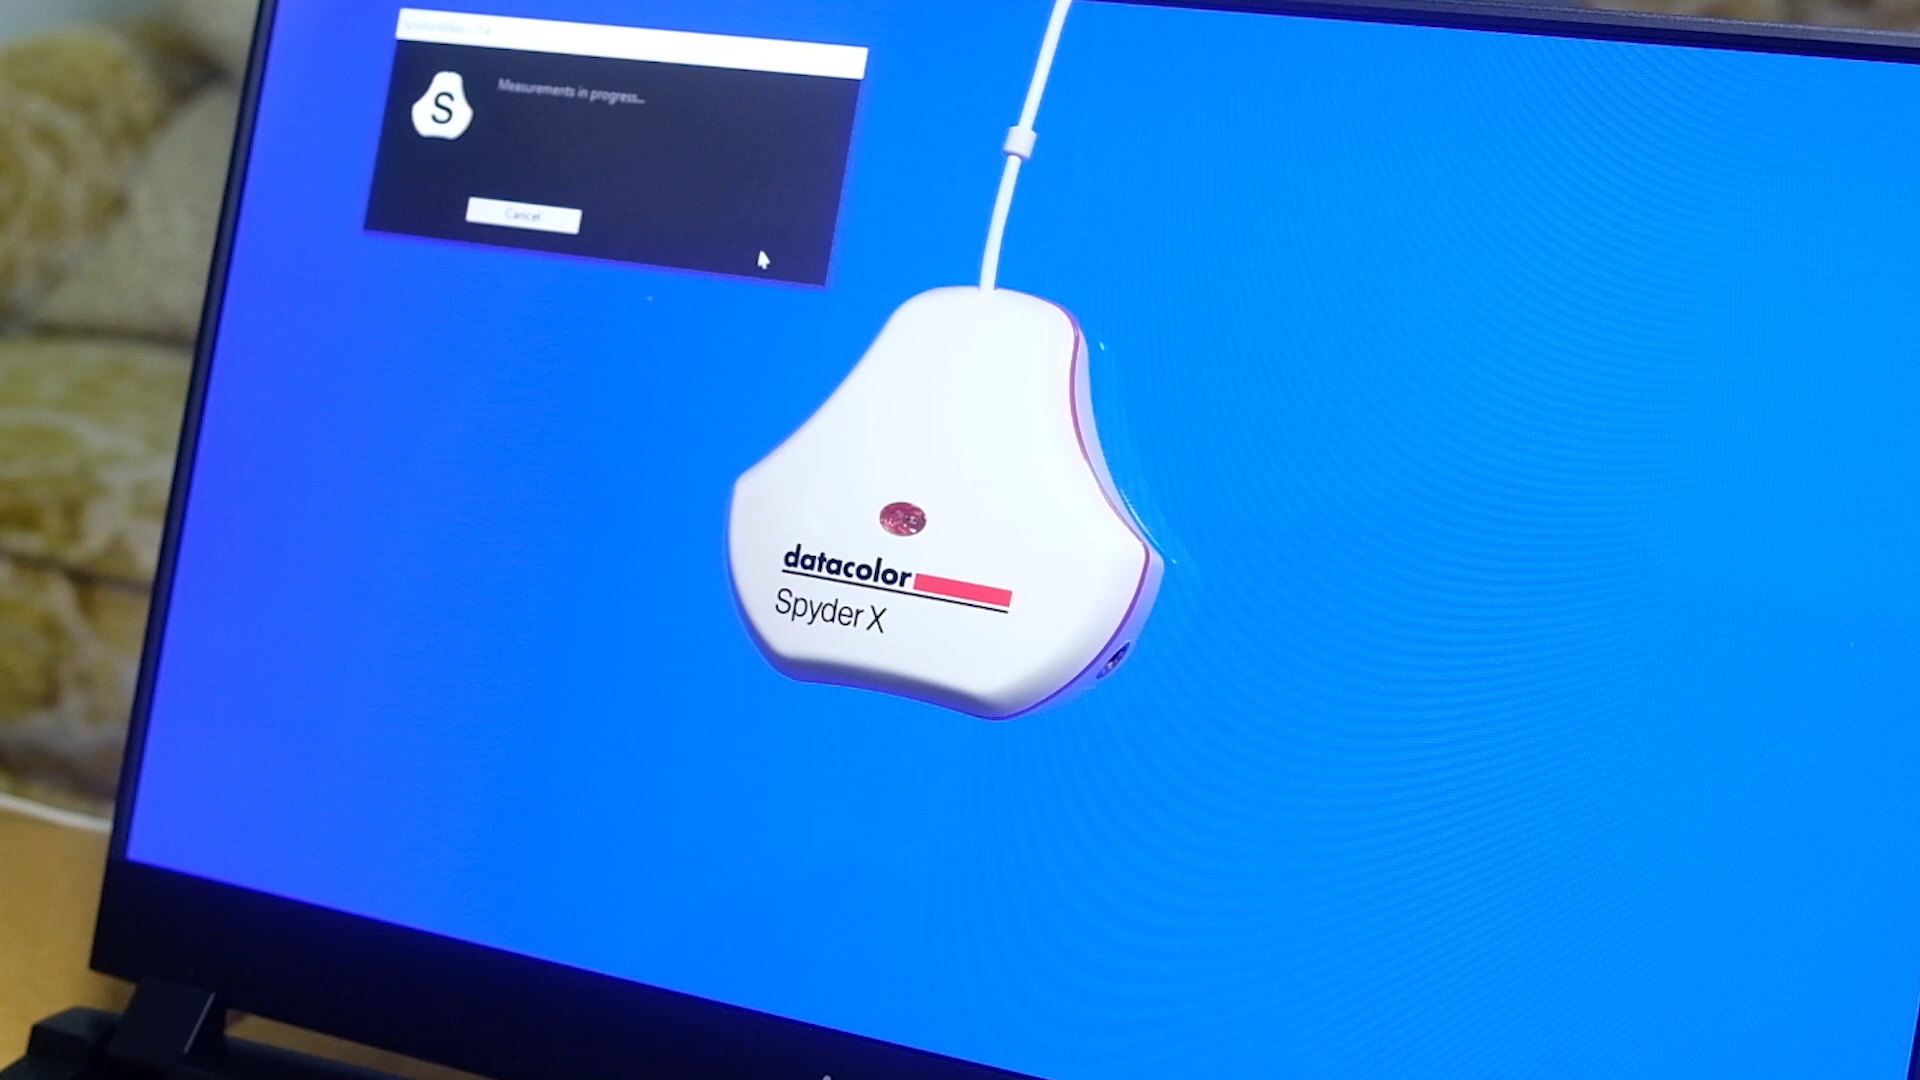 S
Measurements in progress...
Cancel
datacolor
Spyder X